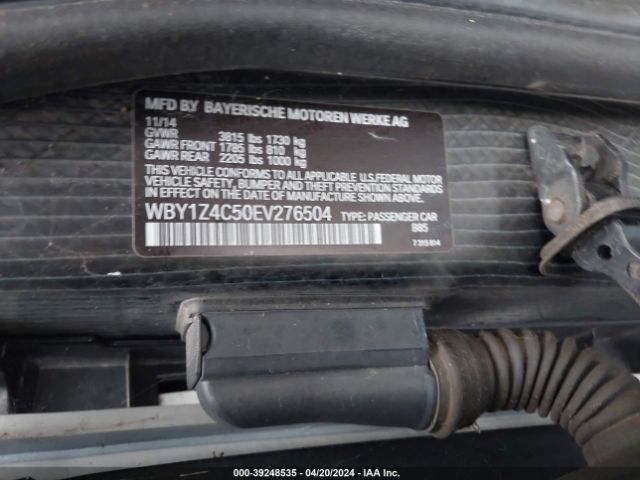 MFD BY BAYERISCHE MOTOREN WERKE AG
11/14
GVWR 3815 lbs 1730 kg
GAWR FRONT 1785 lbs 810 kg
GAWR REAR 2205 lbs 1000 kg
THIS VEHICLE CONFORMS TO ALL APPLICABLE U.S.FEDERAL MOTOR
VEHICLE SAFETY, BUMPER, AND THEFT PREVENTION STANDARDS
IN EFFECT ON THE DATE OF MANUFACTURE SHOWN ABOVE.
WBY1Z4C50EV276504 TYPE: PASSENGER CAR
B85
7 315 814
000-39248535 - 04/20/2024 - IAA Inc.